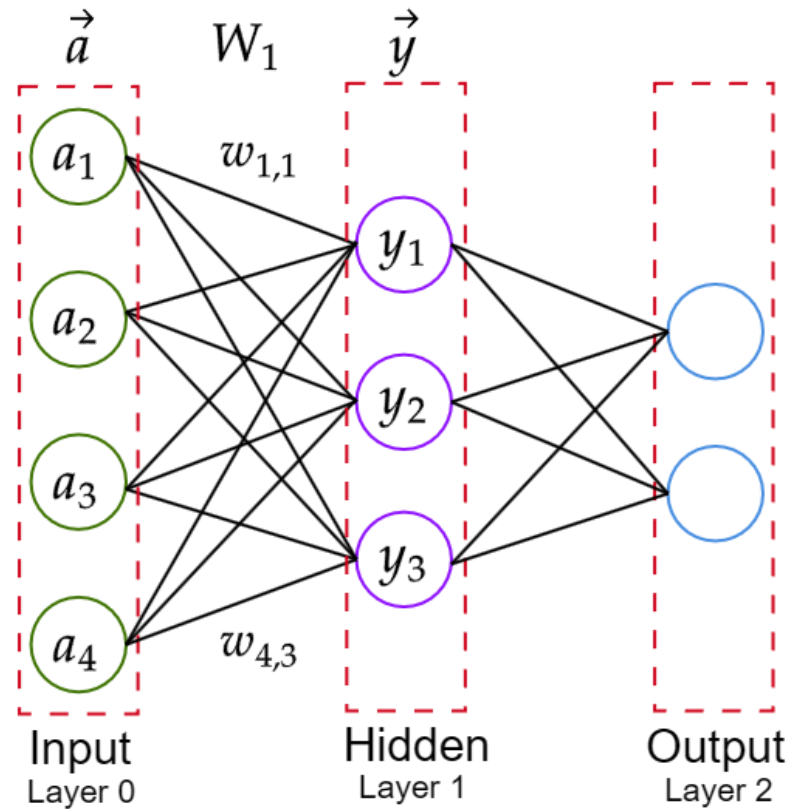 a⃗ W₁ y⃗
a₁
w₁,₁
y₁
a₂
y₂
a₃
y₃
a₄
w₄,₃
Input Hidden Output
Layer 0 Layer 1 Layer 2